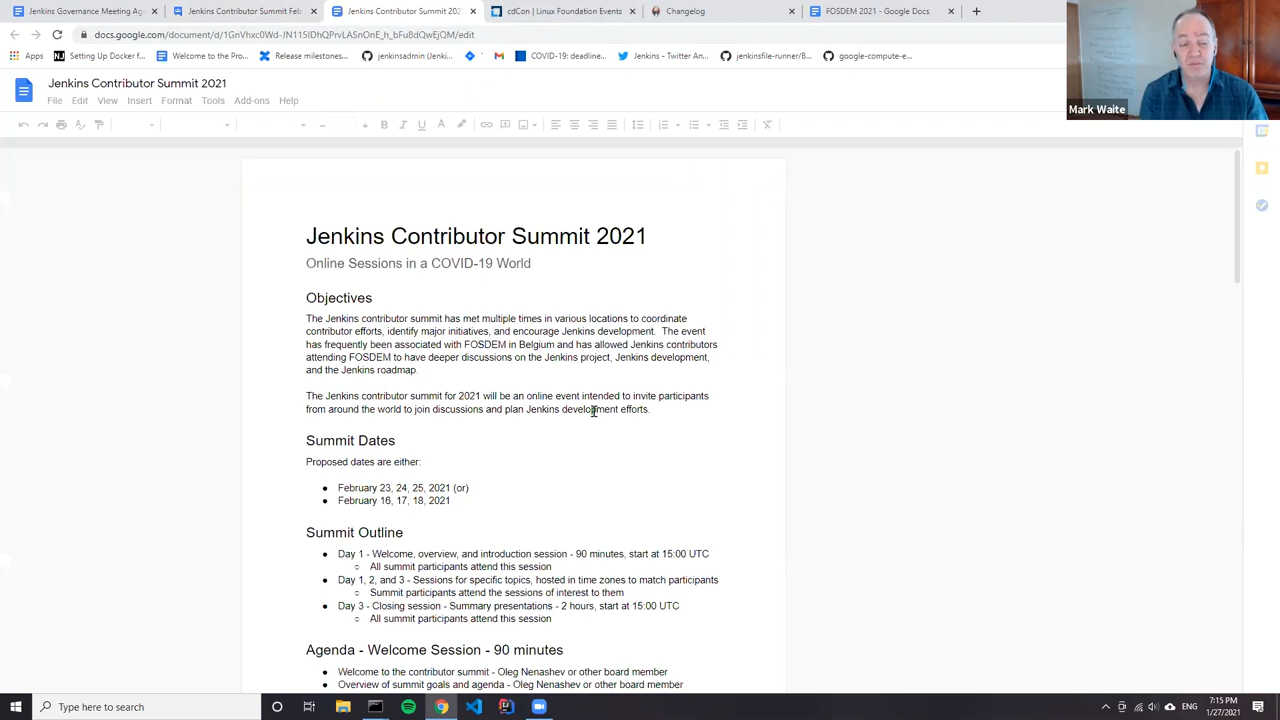 Jenkins Governance Meeting Ag
Jenkins Contributor Summit Feb
Jenkins Contributor Summit 202
cdCon | Linux Foundation Events
Changelog
FOSDEM 2021 - Google Docs
docs.google.com/document/d/1GnVhxc0Wd-JN115IDhQPrvLASnOnE_h_bFu8dQwEjQM/edit
Apps
Setting Up Docker f...
Welcome to the Pro...
Release milestones...
jenkinsadmin (Jenki...
COVID-19: deadline...
Jenkins - Twitter An...
jenkinsfile-runner/B...
google-compute-e...
Jenkins Contributor Summit 2021
File Edit View Insert Format Tools Add-ons Help
Mark Waite
Jenkins Contributor Summit 2021
Online Sessions in a COVID-19 World
Objectives
The Jenkins contributor summit has met multiple times in various locations to coordinate
contributor efforts, identify major initiatives, and encourage Jenkins development. The event
has frequently been associated with FOSDEM in Belgium and has allowed Jenkins contributors
attending FOSDEM to have deeper discussions on the Jenkins project, Jenkins development,
and the Jenkins roadmap.
The Jenkins contributor summit for 2021 will be an online event intended to invite participants
from around the world to join discussions and plan Jenkins development efforts.
Summit Dates
Proposed dates are either:
● February 23, 24, 25, 2021 (or)
● February 16, 17, 18, 2021
Summit Outline
● Day 1 - Welcome, overview, and introduction session - 90 minutes, start at 15:00 UTC
○ All summit participants attend this session
● Day 1, 2, and 3 - Sessions for specific topics, hosted in time zones to match participants
○ Summit participants attend the sessions of interest to them
● Day 3 - Closing session - Summary presentations - 2 hours, start at 15:00 UTC
○ All summit participants attend this session
Agenda - Welcome Session - 90 minutes
● Welcome to the contributor summit - Oleg Nenashev or other board member
● Overview of summit goals and agenda - Oleg Nenashev or other board member
Type here to search
ENG
7:15 PM
1/27/2021